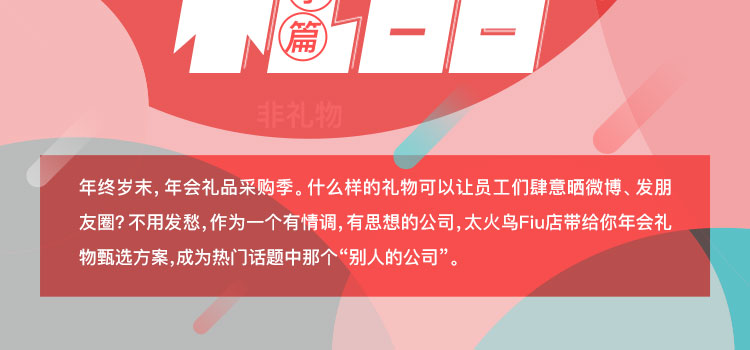 篇
礼品
非礼物
年终岁末，年会礼品采购季。什么样的礼物可以让员工们肆意晒微博、发朋
友圈？不用发愁，作为一个有情调，有思想的公司，太火鸟Fiu店带给你年会礼
物甄选方案，成为热门话题中那个“别人的公司”。